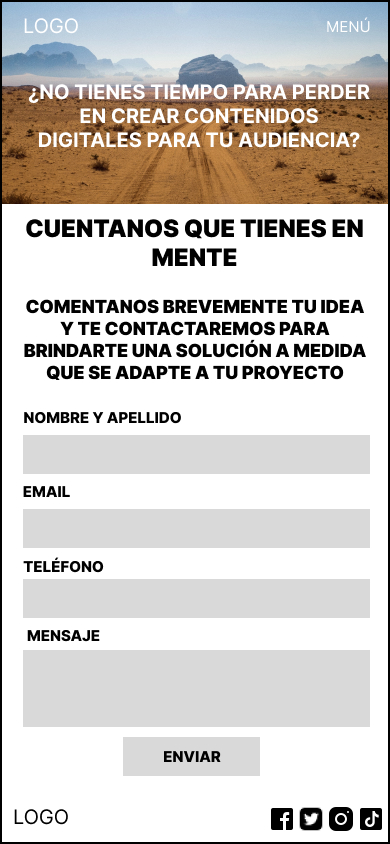 LOGO
MENÚ
¿NO TIENES TIEMPO PARA PERDER
EN CREAR CONTENIDOS
DIGITALES PARA TU AUDIENCIA?
CUENTANOS QUE TIENES EN
MENTE
COMENTANOS BREVEMENTE TU IDEA
Y TE CONTACTAREMOS PARA
BRINDARTE UNA SOLUCIÓN A MEDIDA
QUE SE ADAPTE A TU PROYECTO
NOMBRE Y APELLIDO
EMAIL
TELÉFONO
MENSAJE
ENVIAR
LOGO